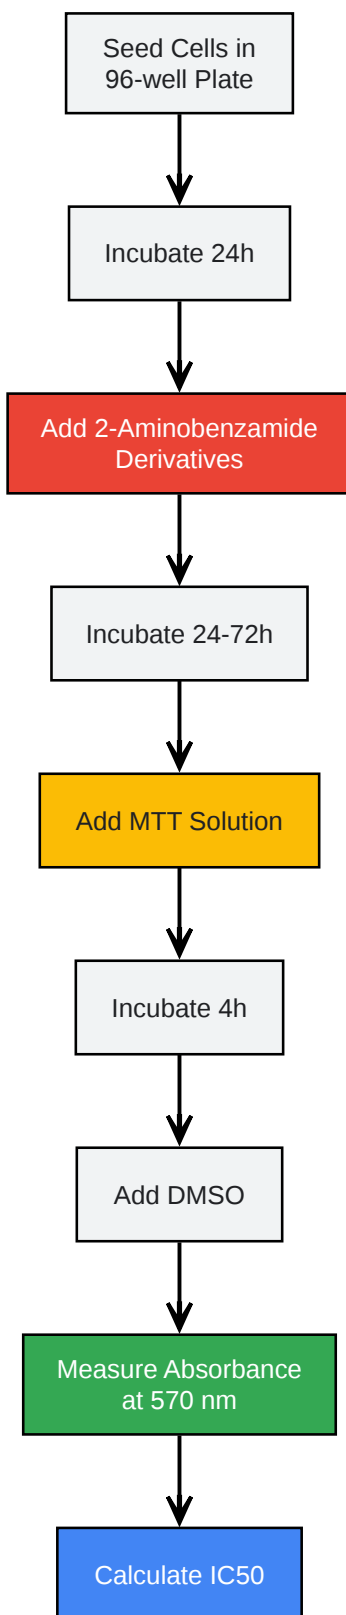 Seed Cells in
96-well Plate
Incubate 24h
Add 2-Aminobenzamide
Derivatives
Incubate 24-72h
Add MTT Solution
Incubate 4h
Add DMSO
Measure Absorbance
at 570 nm
Calculate IC50